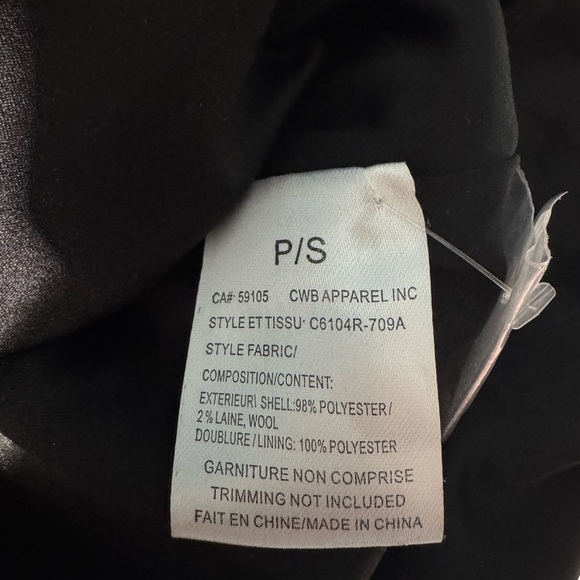 P/S
CA# 59105 CWB APPAREL INC
STYLE ET TISSU: C6104R-709A
STYLE FABRIC/
COMPOSITION/CONTENT:
EXTERIEUR\ SHELL:98% POLYESTER/
2% LAINE, WOOL
DOUBLURE/LINING: 100% POLYESTER
GARNITURE NON COMPRISE
TRIMMING NOT INCLUDED
FAIT EN CHINE/MADE IN CHINA